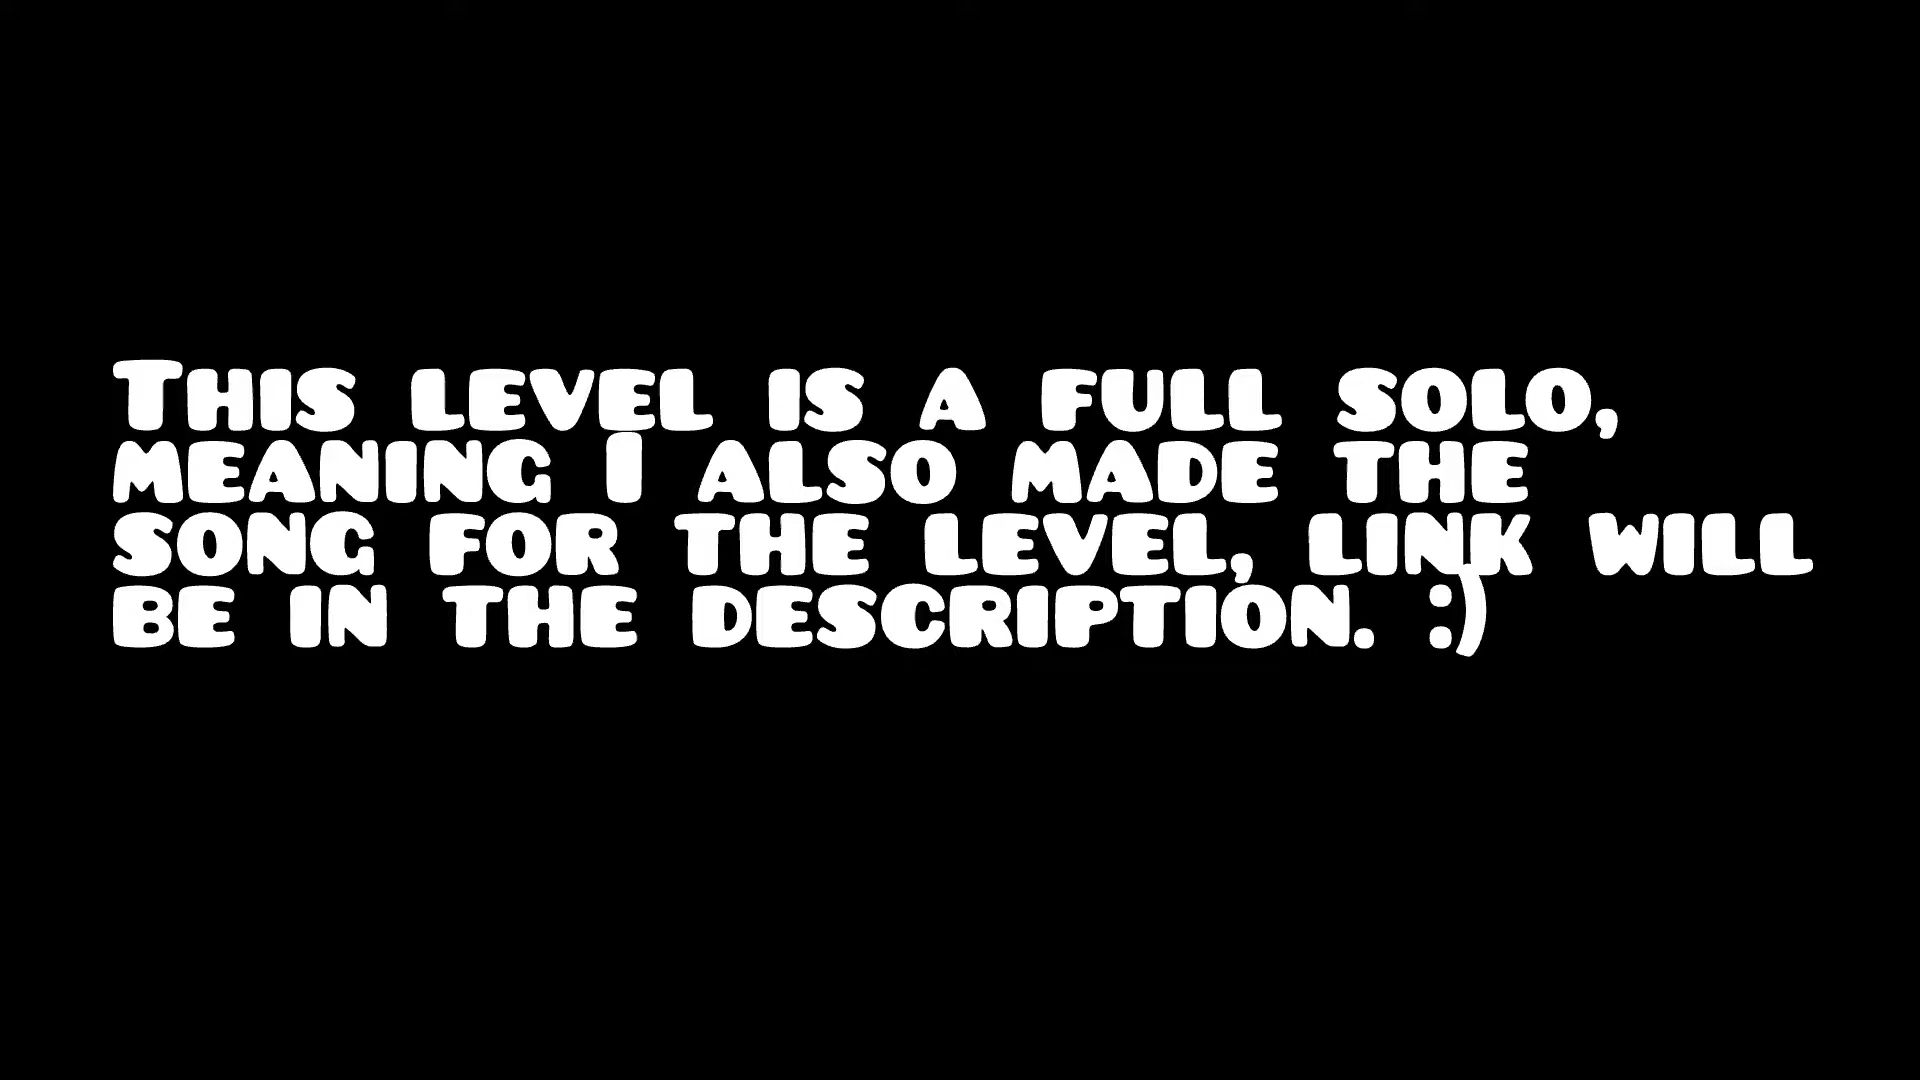 This level is a full solo,
meaning I also made the
song for the level, link will
be in the description. :)